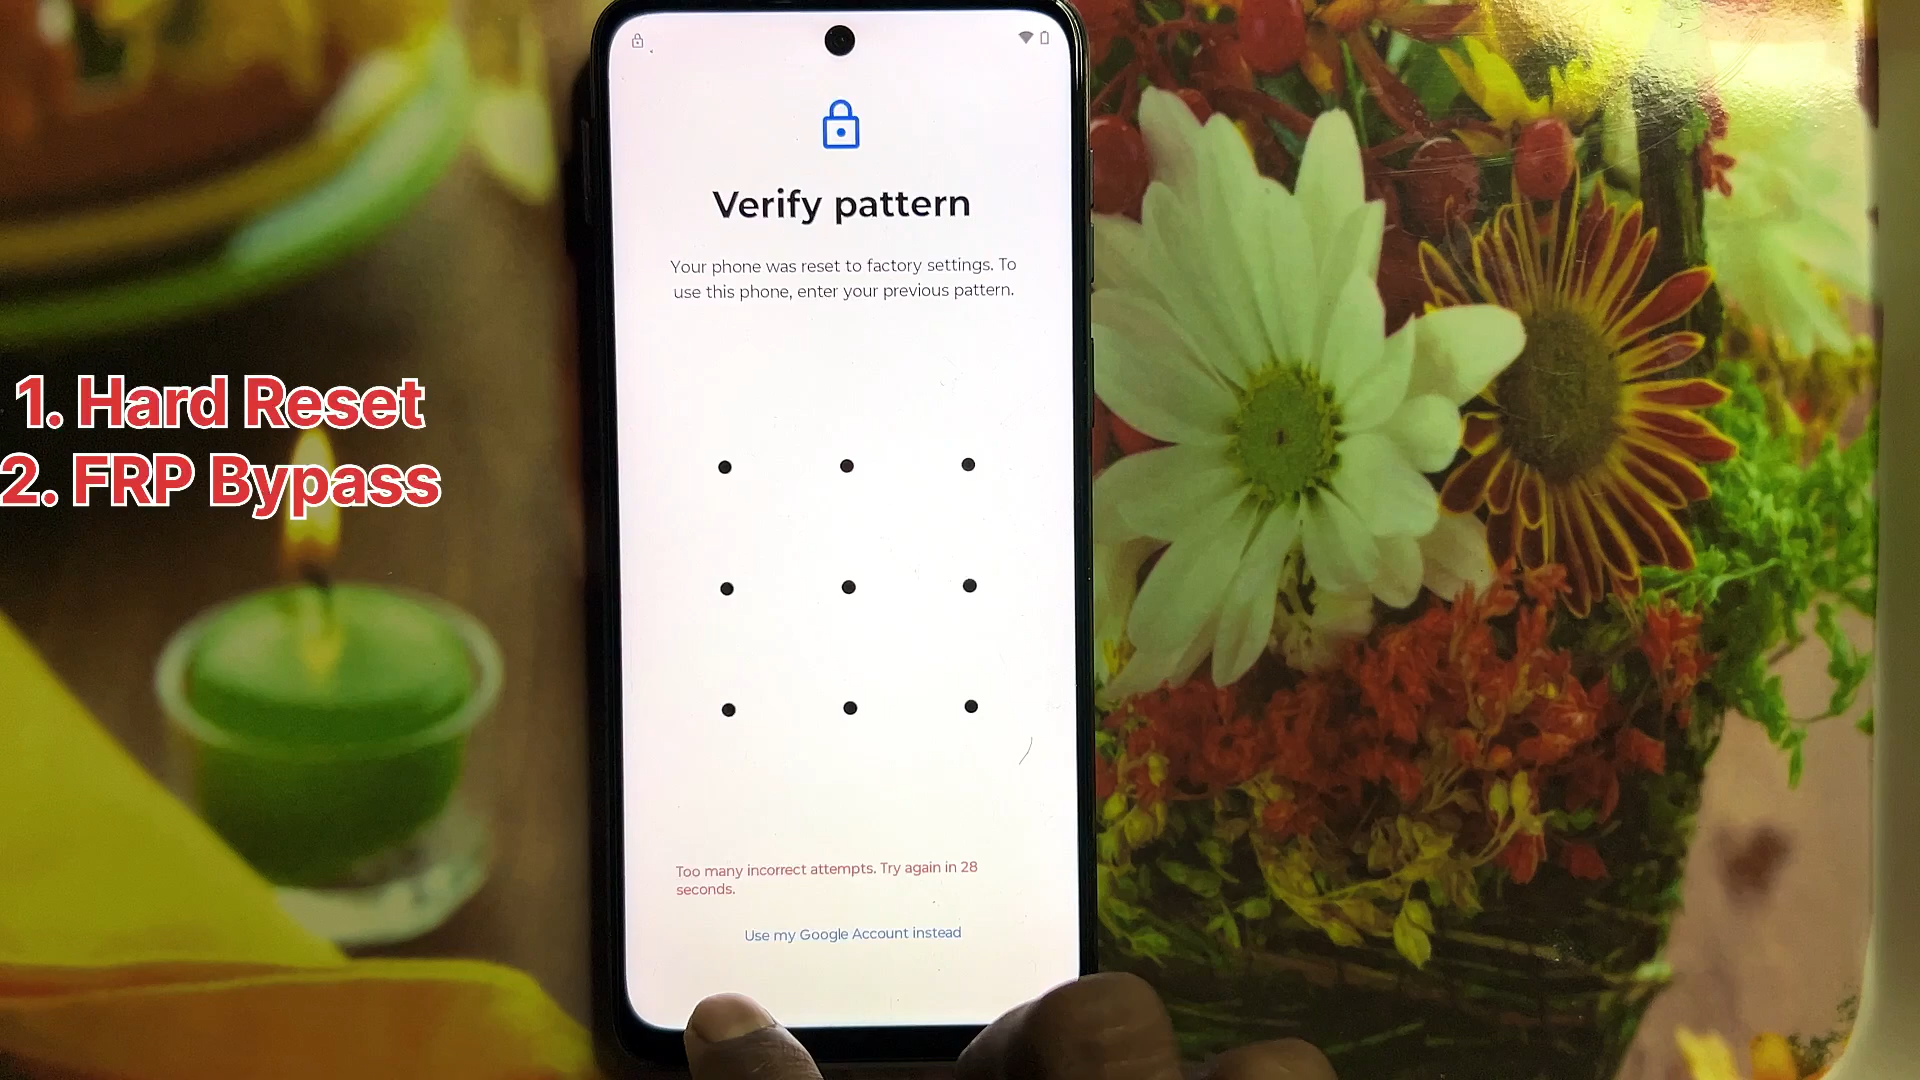 Verify pattern
Your phone was reset to factory settings. To
use this phone, enter your previous pattern.
1. Hard Reset
2. FRP Bypass
Too many incorrect attempts. Try again in 28
seconds.
Use my Google Account instead